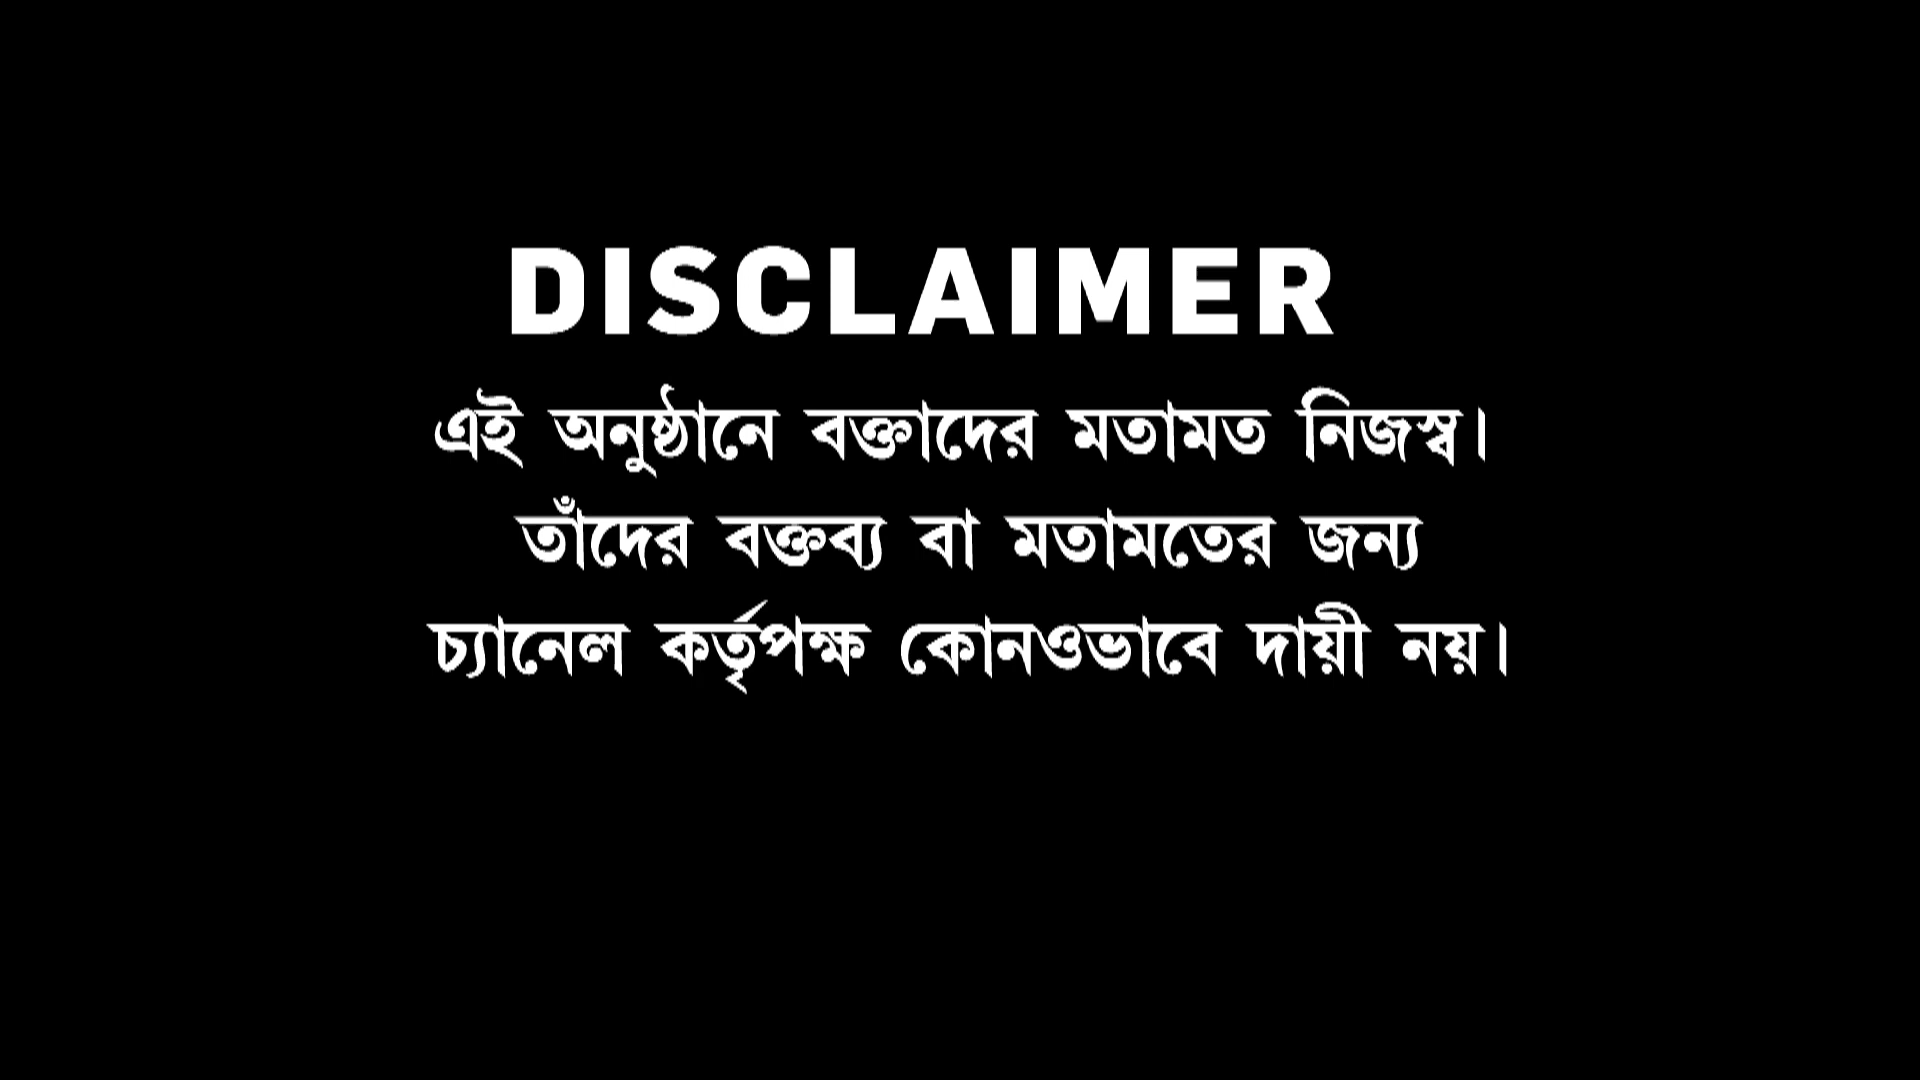 DISCLAIMER
এই অনুষ্ঠানে বক্তাদের মতামত নিজস্ব।
তাঁদের বক্তব্য বা মতামতের জন্য
চ্যানেল কর্তৃপক্ষ কোনওভাবে দায়ী নয়।